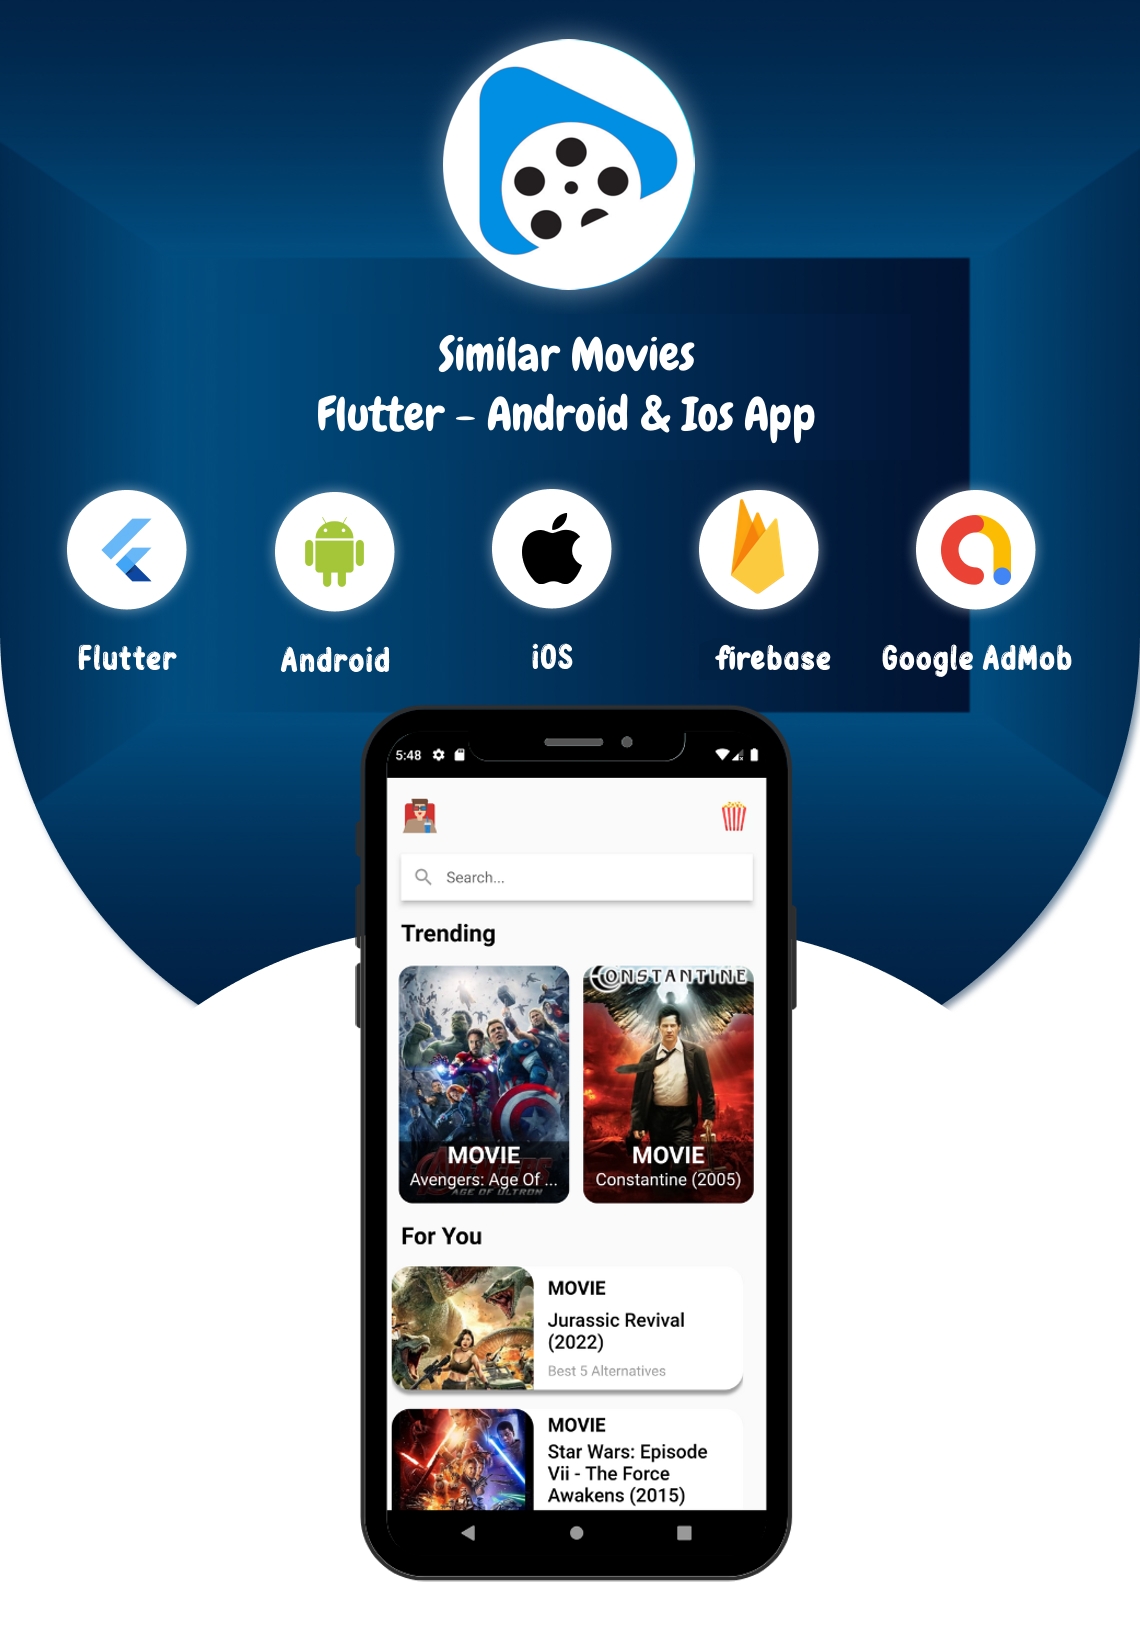 Similar Movies
Flutter - Android & Ios App
Flutter
Android
iOS
firebase
Google AdMob
5:48
Search...
Trending
CONSTANTINE
MOVIE
Avengers: Age Of ...
AVENGERS
AGE OF ULTRON
MOVIE
Constantine (2005)
For You
MOVIE
Jurassic Revival
(2022)
Best 5 Alternatives
MOVIE
Star Wars: Episode
Vii - The Force
Awakens (2015)